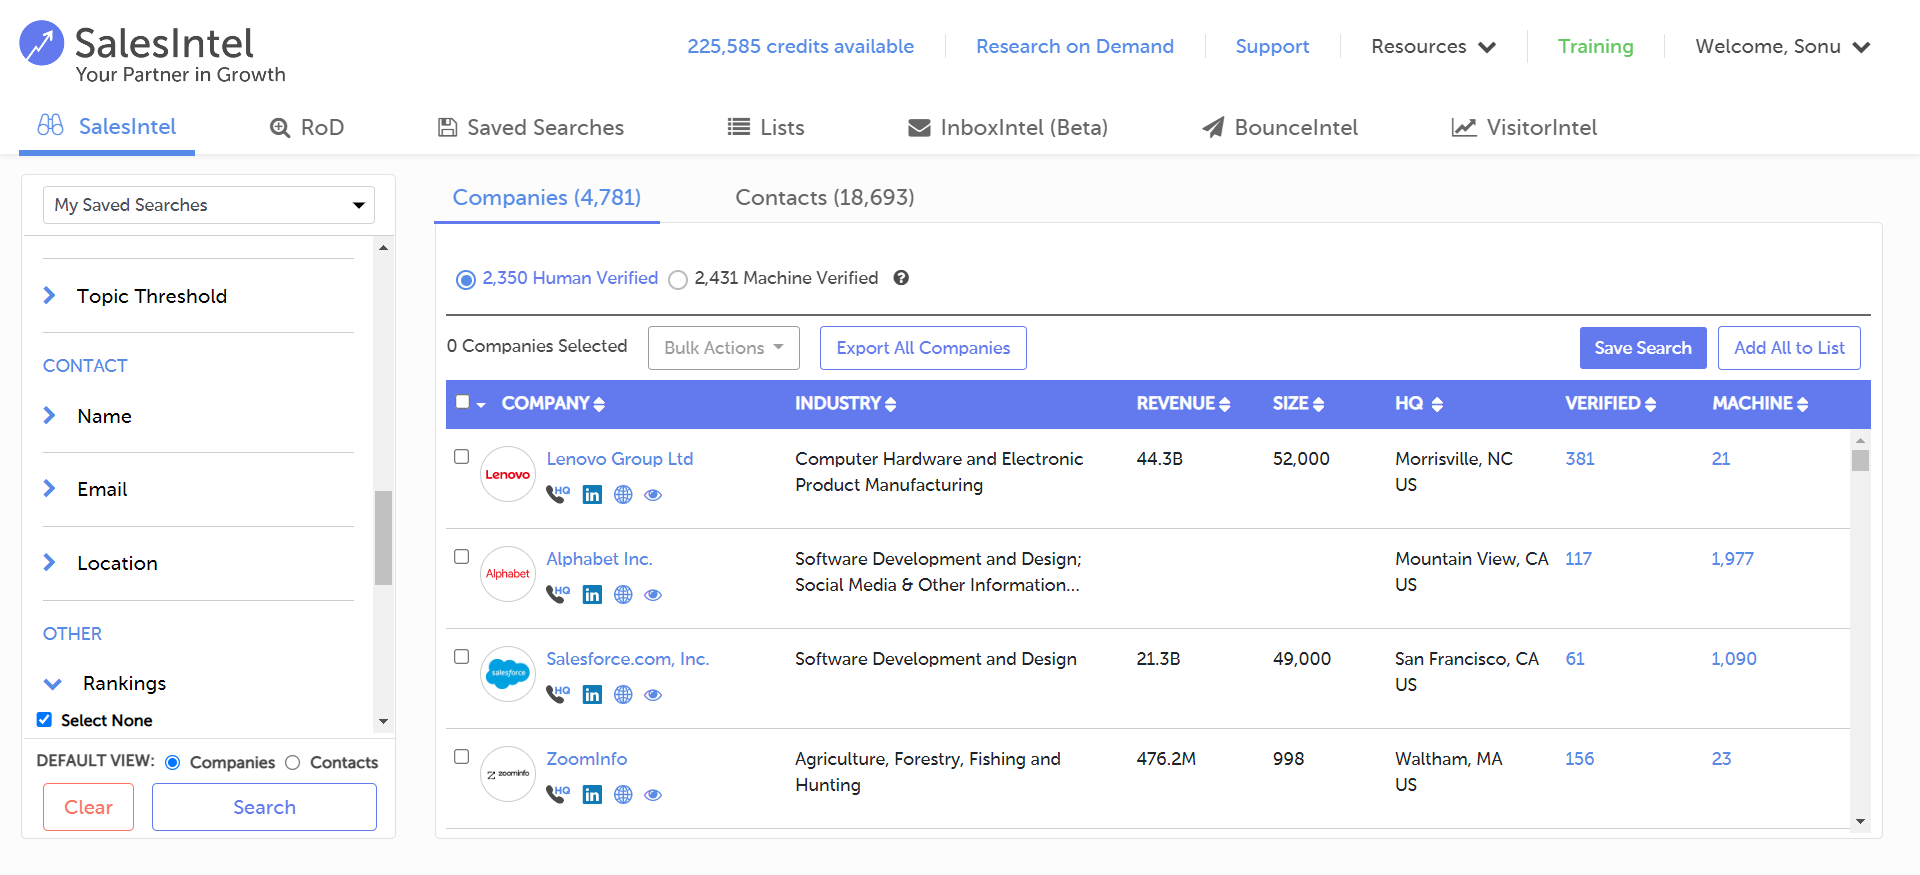 SalesIntel
Your Partner in Growth
225,585 credits available
Research on Demand
Support
Resources
Training
Welcome, Sonu
SalesIntel
RoD
Saved Searches
Lists
InboxIntel (Beta)
BounceIntel
VisitorIntel
My Saved Searches
Topic Threshold
CONTACT
Name
Email
Location
OTHER
Rankings
Select None
DEFAULT VIEW: Companies Contacts
Clear Search
Companies (4,781) Contacts (18,693)
2,350 Human Verified 2,431 Machine Verified ?
0 Companies Selected Bulk Actions Export All Companies Save Search Add All to List
COMPANY INDUSTRY REVENUE SIZE HQ VERIFIED MACHINE
Lenovo Lenovo Group Ltd
HQ in
Computer Hardware and Electronic
Product Manufacturing
44.3B
52,000
Morrisville, NC
US
381
21
Alphabet Alphabet Inc.
HQ in
Software Development and Design;
Social Media & Other Information...
Mountain View, CA
US
117
1,977
salesforce Salesforce.com, Inc.
HQ in
Software Development and Design
21.3B
49,000
San Francisco, CA
US
61
1,090
zoominfo ZoomInfo
HQ in
Agriculture, Forestry, Fishing and
Hunting
476.2M
998
Waltham, MA
US
156
23